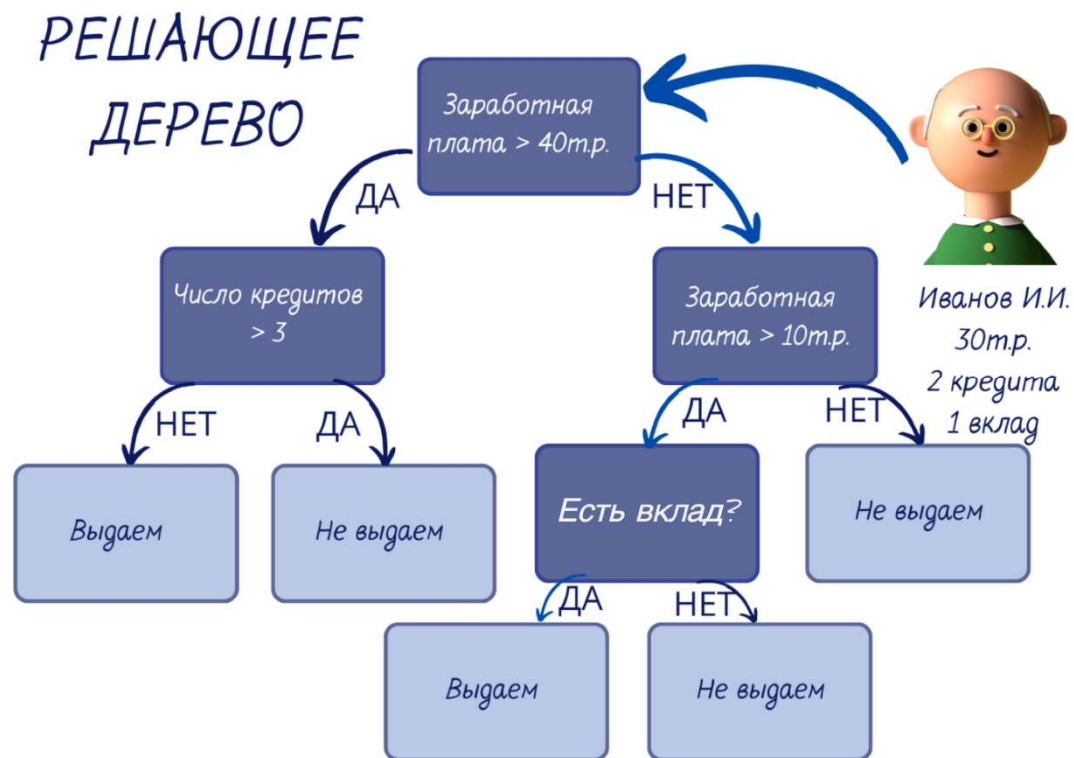 РЕШАЮЩЕЕ
ДЕРЕВО
Заработная
плата > 40т.р.
ДА
НЕТ
Число кредитов
> 3
Заработная
плата > 10т.р.
Иванов И.И.
30т.р.
2 кредита
1 вклад
НЕТ
ДА
ДА
НЕТ
Выдаем
Не выдаем
Есть вклад?
Не выдаем
ДА
НЕТ
Выдаем
Не выдаем